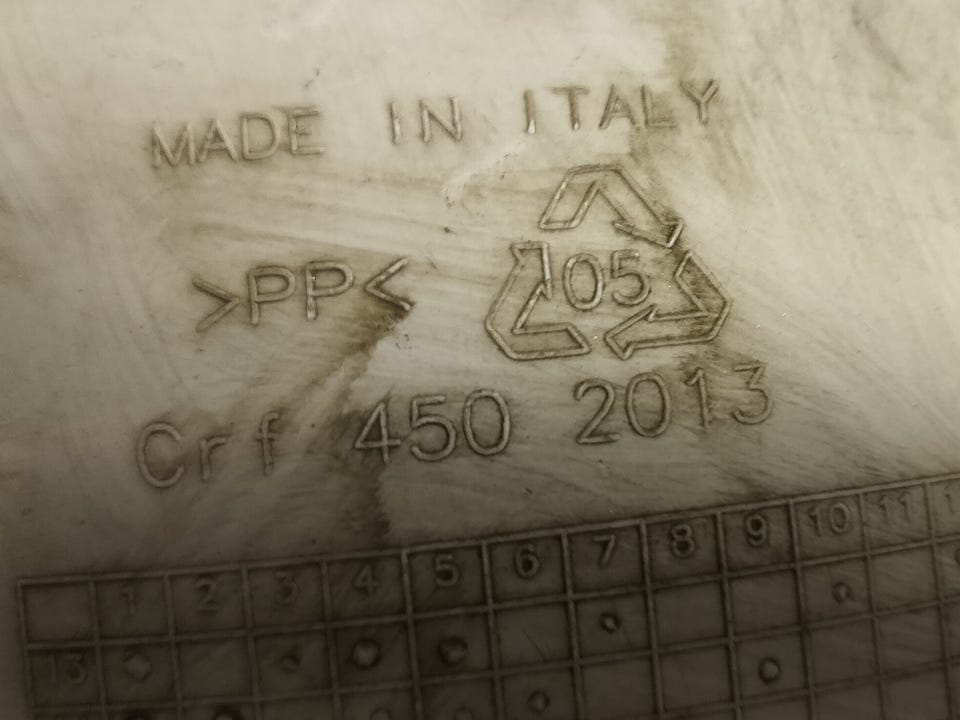 MADE IN ITALY
>PP< 05
Crf 450 2013
1 2 3 4 5 6 7 8 9 10 11
13